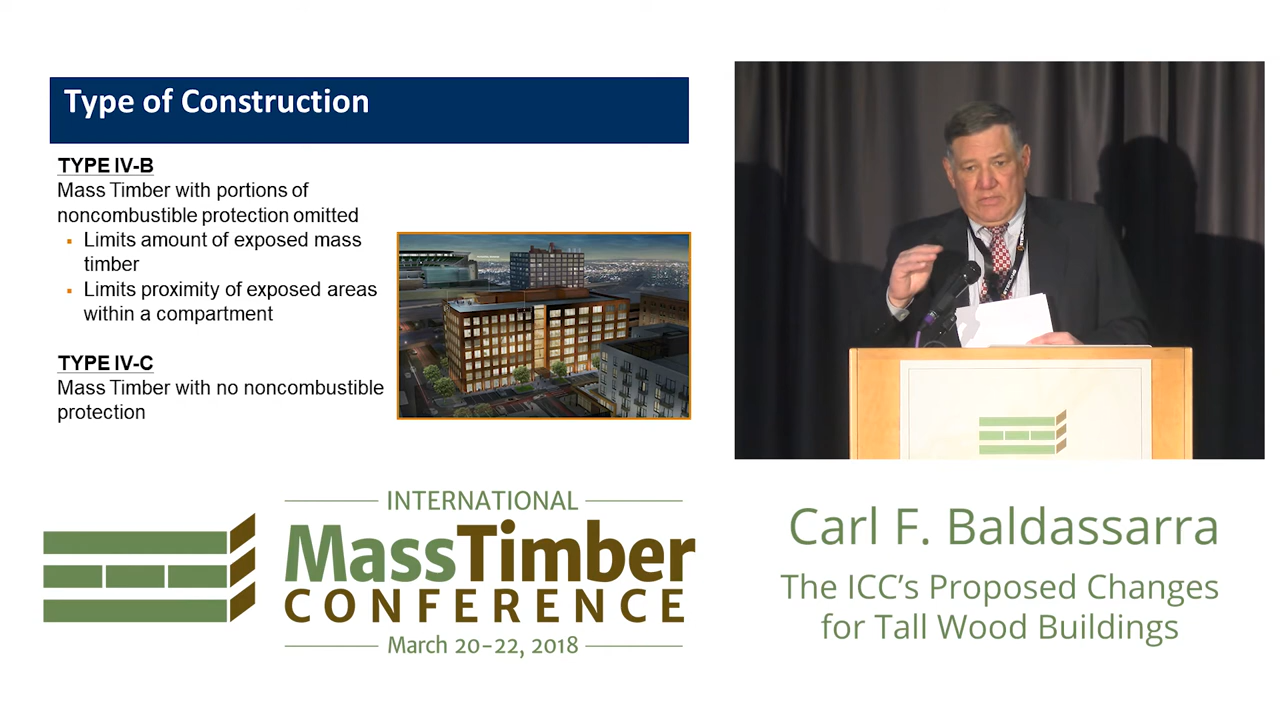 Type of Construction
TYPE IV-B
Mass Timber with portions of
noncombustible protection omitted
▪ Limits amount of exposed mass
timber
▪ Limits proximity of exposed areas
within a compartment
TYPE IV-C
Mass Timber with no noncombustible
protection
INTERNATIONAL
MassTimber
CONFERENCE
March 20–22, 2018
Carl F. Baldassarra
The ICC’s Proposed Changes
for Tall Wood Buildings